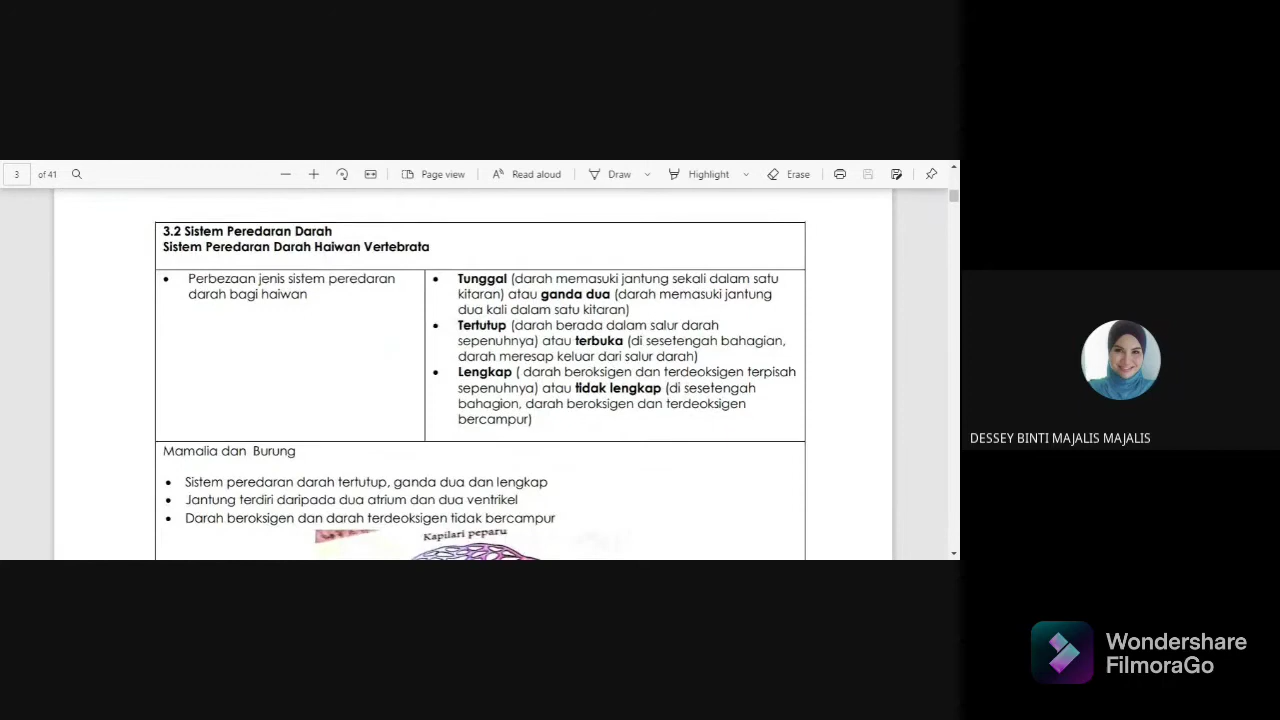 3 of 41 Page view Read aloud Draw Highlight Erase
3.2 Sistem Peredaran Darah
Sistem Peredaran Darah Haiwan Vertebrata
• Perbezaan jenis sistem peredaran
darah bagi haiwan
• Tunggal (darah memasuki jantung sekali dalam satu
kitaran) atau ganda dua (darah memasuki jantung
dua kali dalam satu kitaran)
• Tertutup (darah berada dalam salur darah
sepenuhnya) atau terbuka (di sesetengah bahagian,
darah meresap keluar dari salur darah)
• Lengkap ( darah beroksigen dan terdeoksigen terpisah
sepenuhnya) atau tidak lengkap (di sesetengah
bahagion, darah beroksigen dan terdeoksigen
bercampur)
Mamalia dan Burung
• Sistem peredaran darah tertutup, ganda dua dan lengkap
• Jantung terdiri daripada dua atrium dan dua ventrikel
• Darah beroksigen dan darah terdeoksigen tidak bercampur
Kapilari peparu
DESSEY BINTI MAJALIS MAJALIS
Wondershare
FilmoraGo